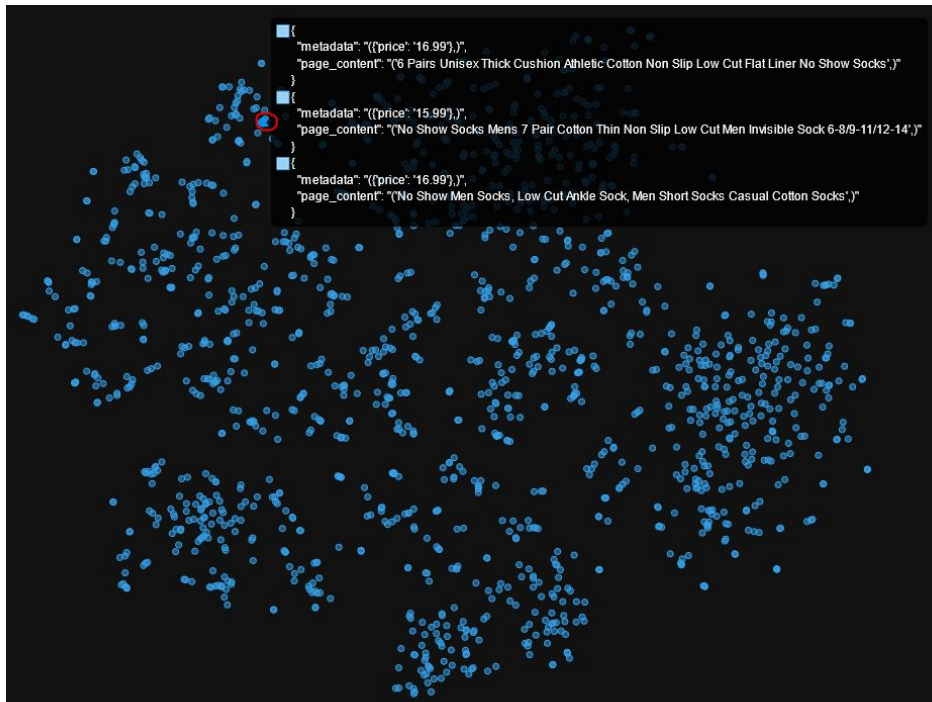 {
"metadata": "({'price': '16.99'},)",
"page_content": "('6 Pairs Unisex Thick Cushion Athletic Cotton Non Slip Low Cut Flat Liner No Show Socks',)"
}
{
"metadata": "({'price': '15.99'},)",
"page_content": "('No Show Socks Mens 7 Pair Cotton Thin Non Slip Low Cut Men Invisible Sock 6-8/9-11/12-14',)"
}
{
"metadata": "({'price': '16.99'},)",
"page_content": "('No Show Men Socks, Low Cut Ankle Sock, Men Short Socks Casual Cotton Socks',)"
}